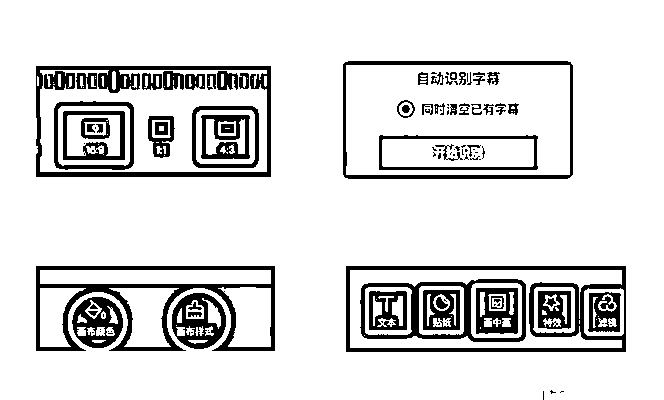 16:9
1:1
4:3
自动识别字幕
同时清空已有字幕
开始识别
画布颜色
画布样式
文本
贴纸
画中画
特效
滤镜